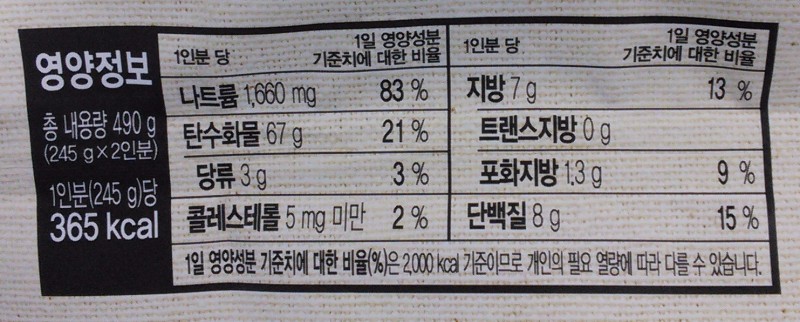 영양정보
총 내용량 490 g
(245 g×2인분)
1인분(245 g)당
365 kcal
1인분 당 1일 영양성분 기준치에 대한 비율
나트륨 1,660 mg 83 %
탄수화물 67 g 21 %
당류 3 g 3 %
콜레스테롤 5 mg 미만 2 %
1인분 당 1일 영양성분 기준치에 대한 비율
지방 7 g 13 %
트랜스지방 0 g
포화지방 1.3 g 9 %
단백질 8 g 15 %
1일 영양성분 기준치에 대한 비율(%)은 2,000 kcal 기준이므로 개인의 필요 열량에 따라 다를 수 있습니다.